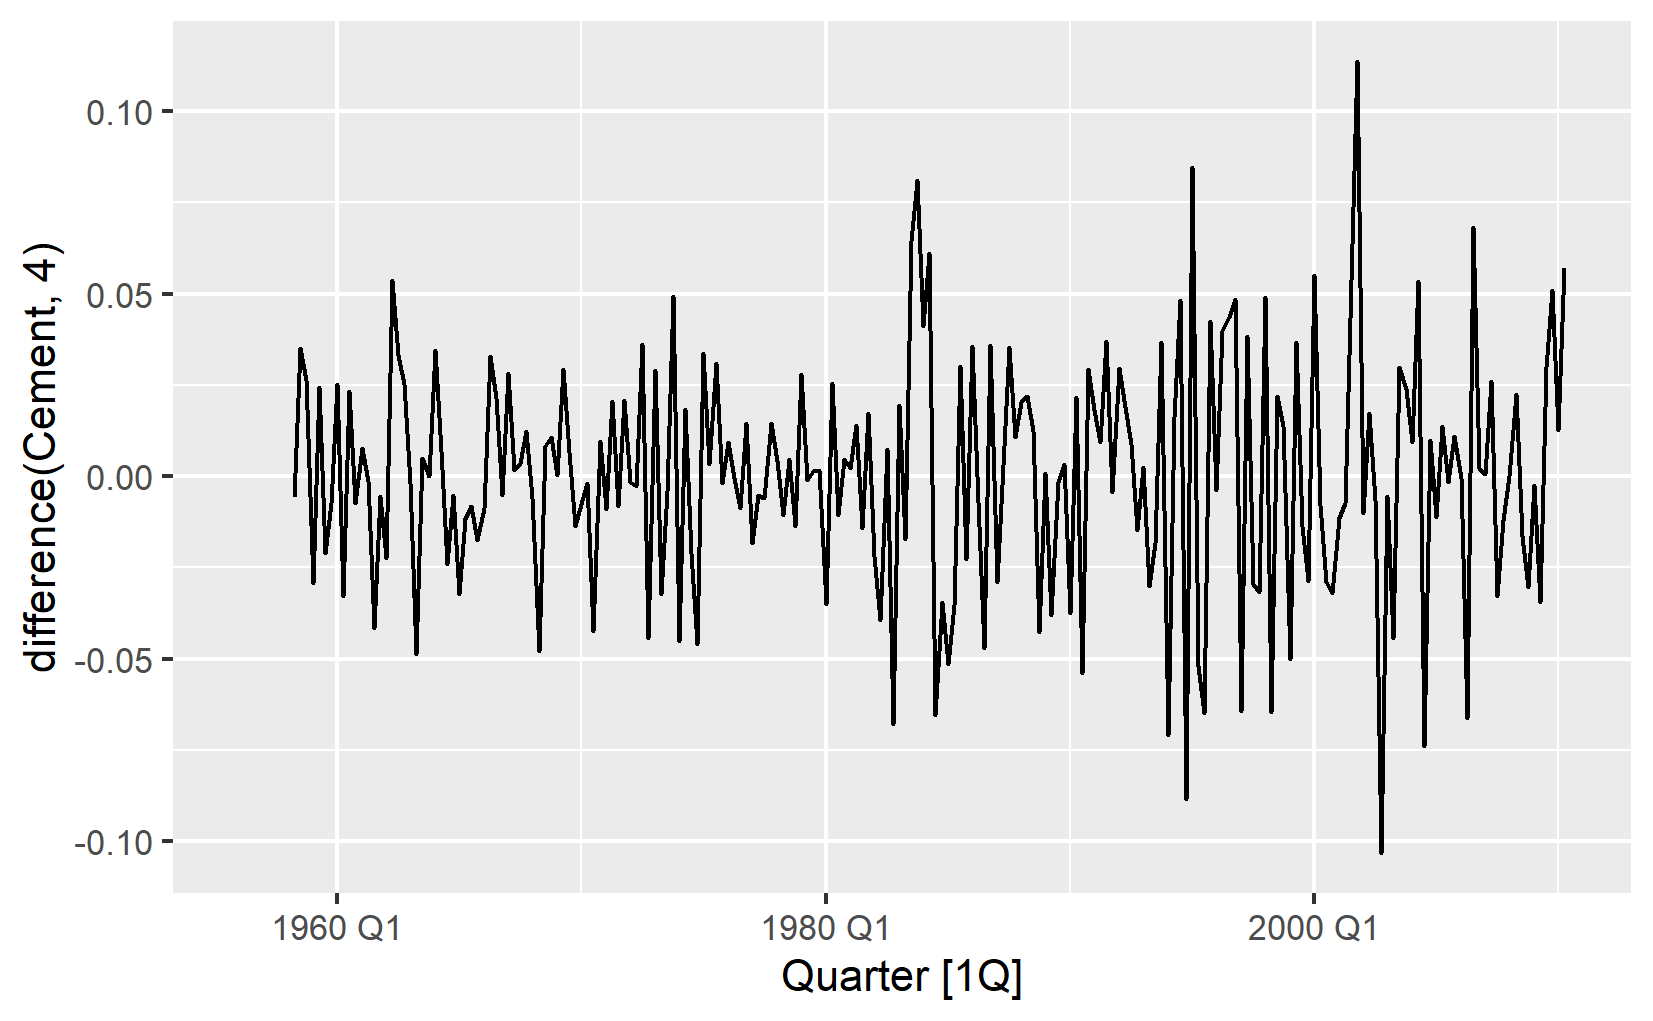 difference(Cement, 4)
0.10
0.05
0.00
-0.05
-0.10
1960 Q1 1980 Q1 2000 Q1
Quarter [1Q]